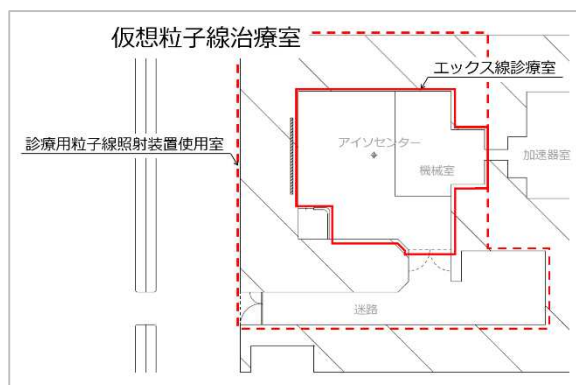 仮想粒子線治療室
エックス線診療室
診療用粒子線照射装置使用室
アイソセンター
機械室
加速器室
迷路